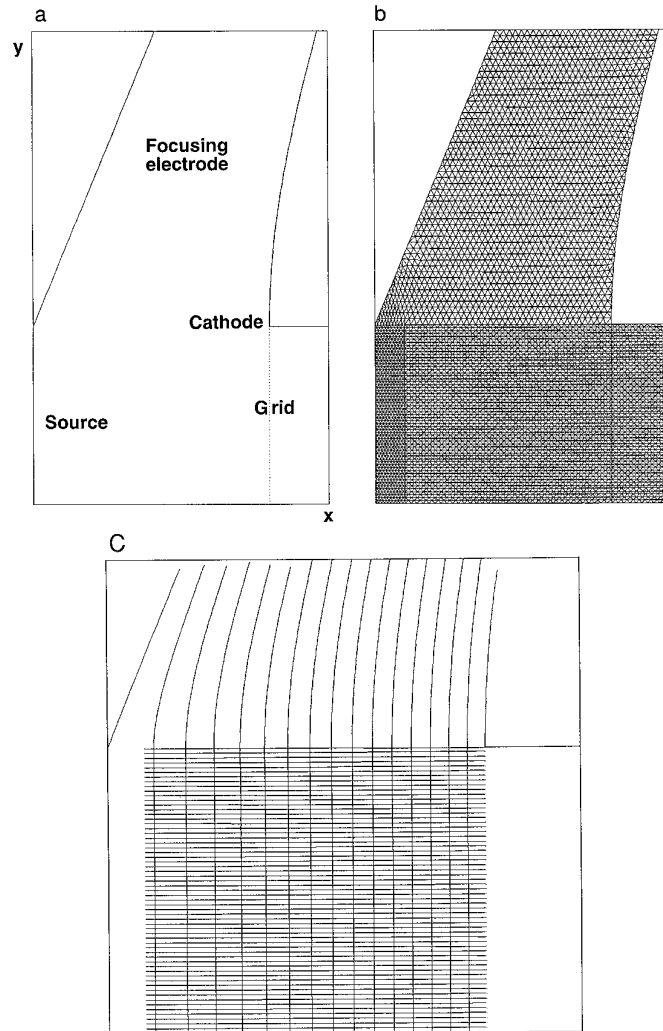 a
b
y
Focusing
electrode
Cathode
Grid
Source
x
C